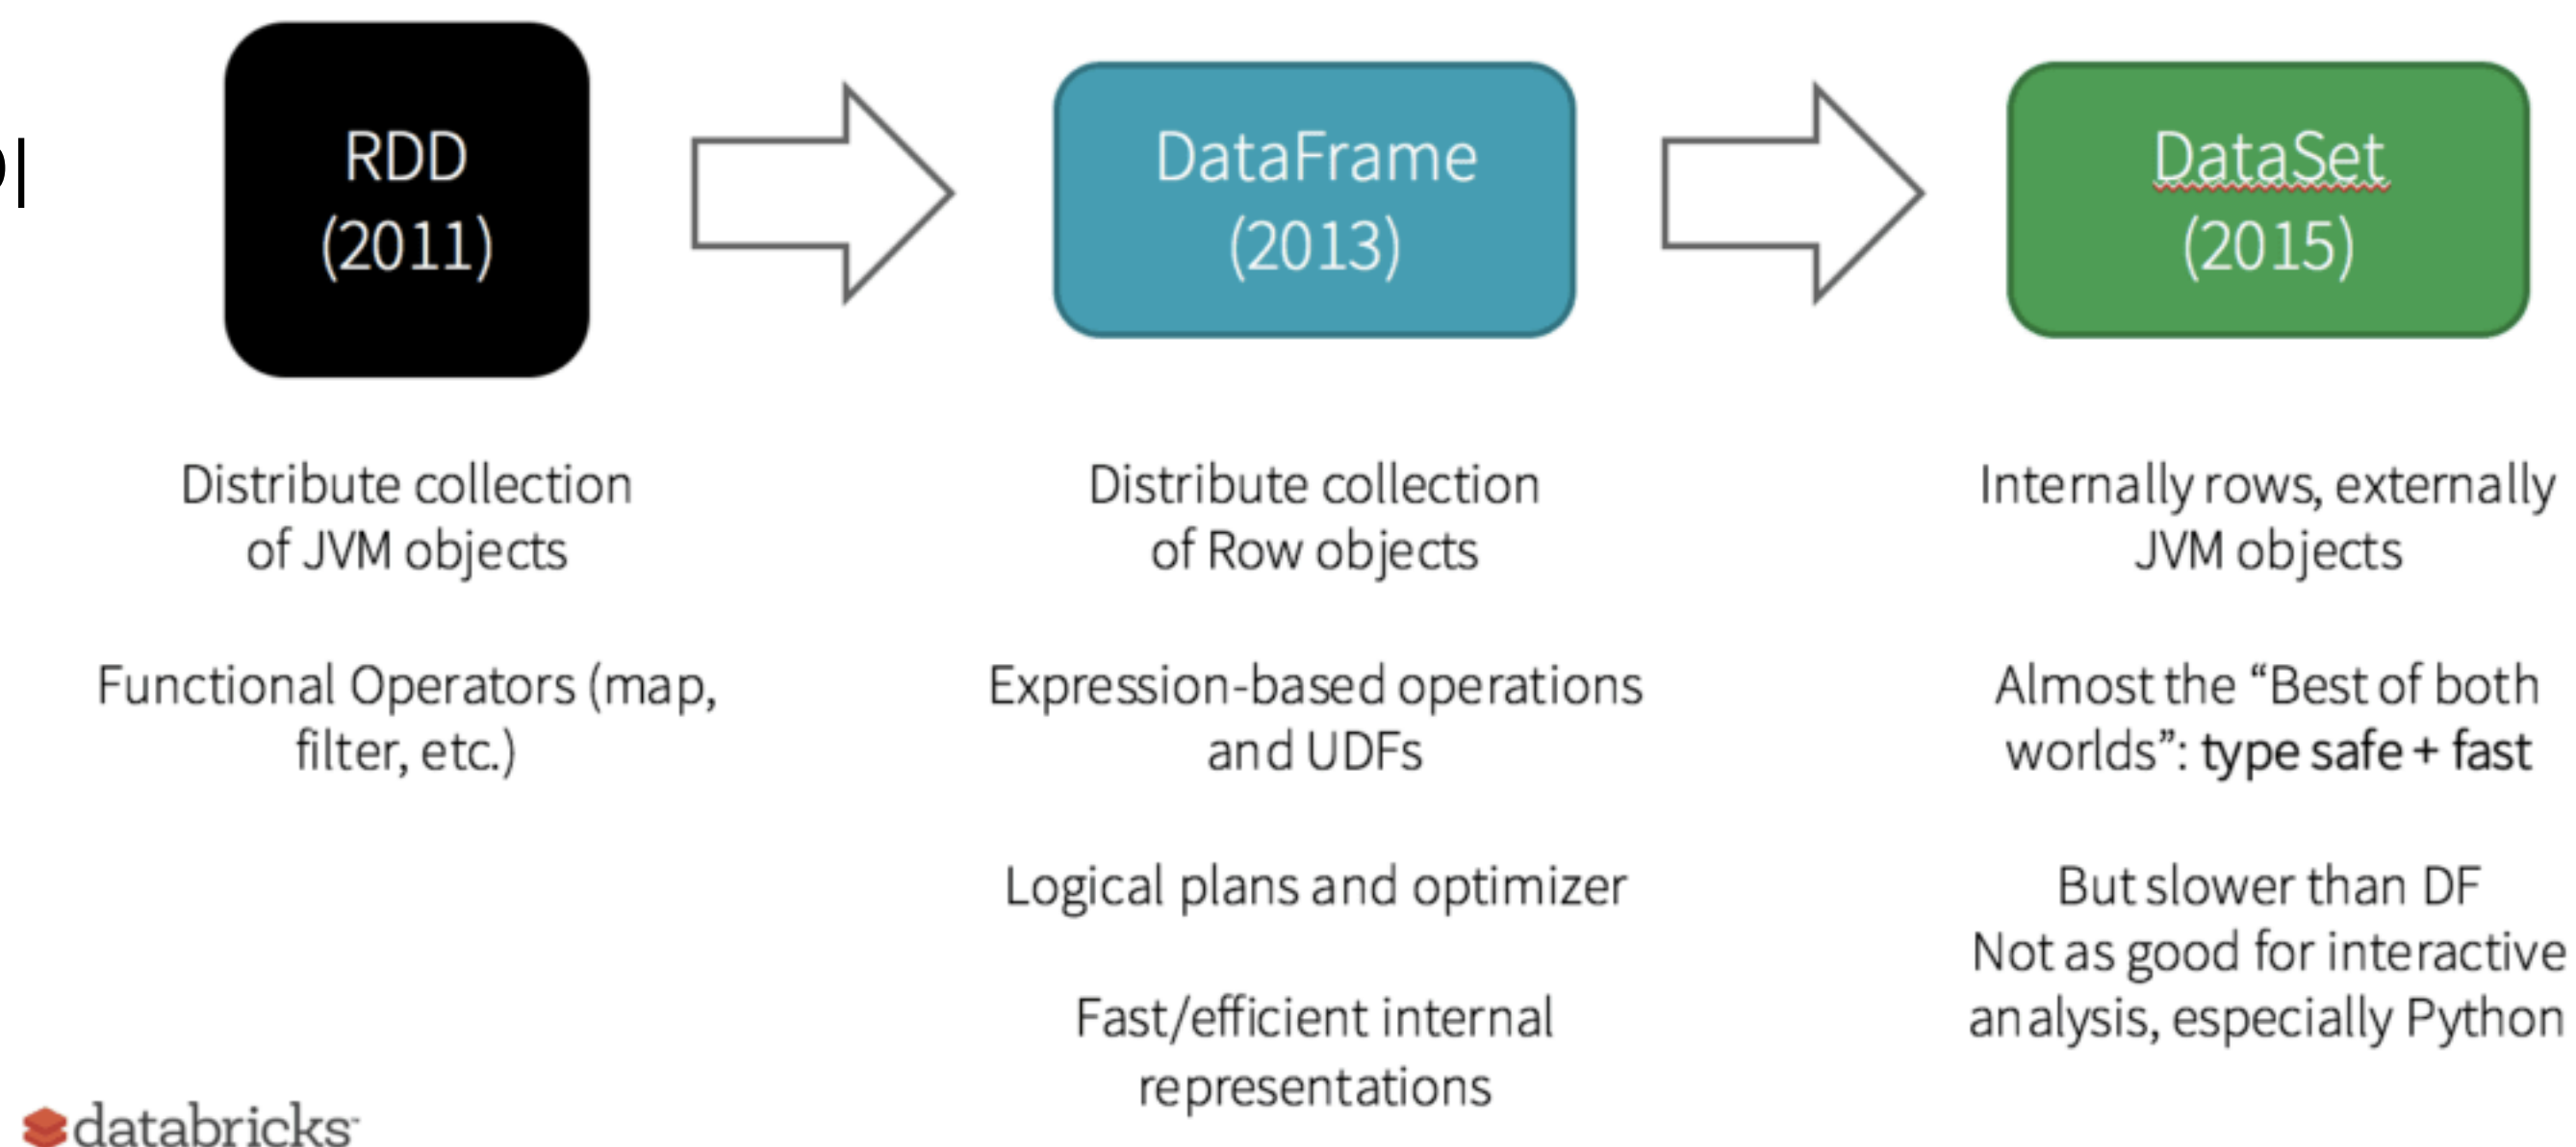 RDD
(2011)
DataFrame
(2013)
DataSet
(2015)
Distribute collection
of JVM objects
Functional Operators (map,
filter, etc.)
Distribute collection
of Row objects
Expression-based operations
and UDFs
Logical plans and optimizer
Fast/efficient internal
representations
Internally rows, externally
JVM objects
Almost the “Best of both
worlds”: type safe + fast
But slower than DF
Not as good for interactive
analysis, especially Python
databricks™